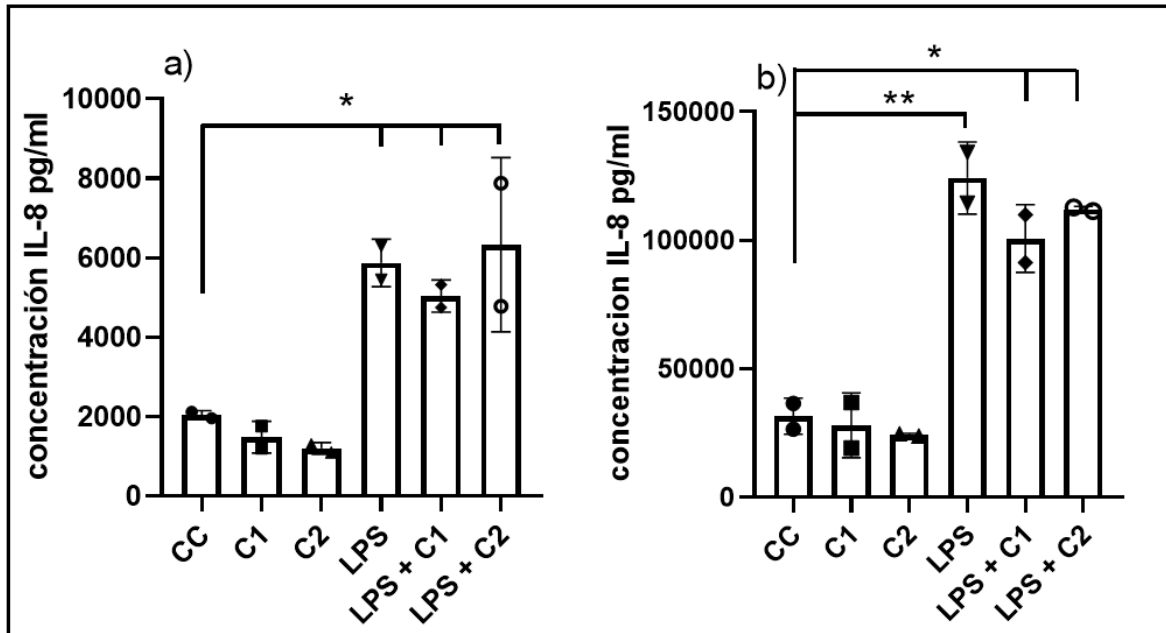 a)
*
10000
8000
6000
4000
2000
0
concentración IL-8 pg/ml
CC
C1
C2
LPS
LPS + C1
LPS + C2
b)
*
**
150000
100000
50000
0
concentracion IL-8 pg/ml
CC
C1
C2
LPS
LPS + C1
LPS + C2